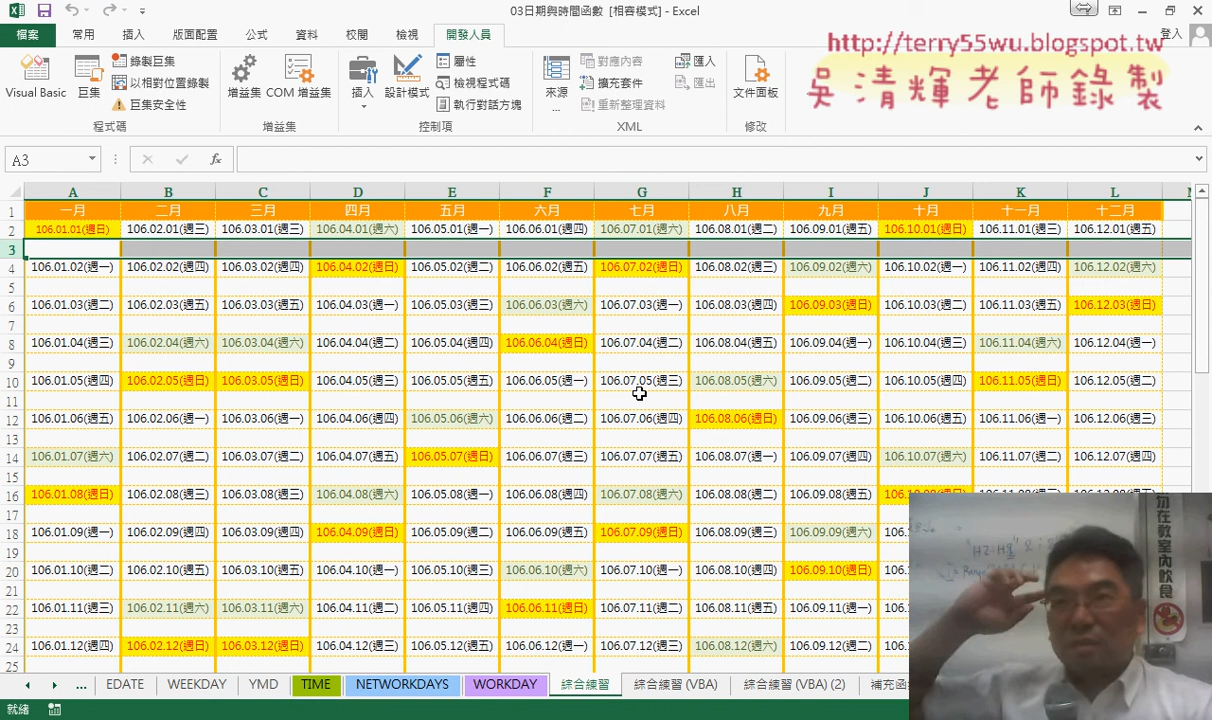 03日期與時間函數 [相容模式] - Excel
檔案 常用 插入 版面配置 公式 資料 校閱 檢視 開發人員 登入
http://terry55wu.blogspot.tw
吳清輝老師錄製
Visual Basic 巨集 錄製巨集 以相對位置錄製 巨集安全性 增益集 COM 增益集 插入 設計模式 屬性 檢視程式碼 執行對話方塊 來源 ... 對應內容 擴充套件 重新整理資料 匯入 匯出 文件面板
程式碼 增益集 控制項 XML 修改
A3 fx
A B C D E F G H I J K L
1 一月 二月 三月 四月 五月 六月 七月 八月 九月 十月 十一月 十二月
2 106.01.01(週日) 106.02.01(週三) 106.03.01(週三) 106.04.01(週六) 106.05.01(週一) 106.06.01(週四) 106.07.01(週六) 106.08.01(週二) 106.09.01(週五) 106.10.01(週日) 106.11.01(週三) 106.12.01(週五)
3
4 106.01.02(週一) 106.02.02(週四) 106.03.02(週四) 106.04.02(週日) 106.05.02(週二) 106.06.02(週五) 106.07.02(週日) 106.08.02(週三) 106.09.02(週六) 106.10.02(週一) 106.11.02(週四) 106.12.02(週六)
5
6 106.01.03(週二) 106.02.03(週五) 106.03.03(週五) 106.04.03(週一) 106.05.03(週三) 106.06.03(週六) 106.07.03(週一) 106.08.03(週四) 106.09.03(週日) 106.10.03(週二) 106.11.03(週五) 106.12.03(週日)
7
8 106.01.04(週三) 106.02.04(週六) 106.03.04(週六) 106.04.04(週二) 106.05.04(週四) 106.06.04(週日) 106.07.04(週二) 106.08.04(週五) 106.09.04(週一) 106.10.04(週三) 106.11.04(週六) 106.12.04(週一)
9
10 106.01.05(週四) 106.02.05(週日) 106.03.05(週日) 106.04.05(週三) 106.05.05(週五) 106.06.05(週一) 106.07.05(週三) 106.08.05(週六) 106.09.05(週二) 106.10.05(週四) 106.11.05(週日) 106.12.05(週二)
11
12 106.01.06(週五) 106.02.06(週一) 106.03.06(週一) 106.04.06(週四) 106.05.06(週六) 106.06.06(週二) 106.07.06(週四) 106.08.06(週日) 106.09.06(週三) 106.10.06(週五) 106.11.06(週一) 106.12.06(週三)
13
14 106.01.07(週六) 106.02.07(週二) 106.03.07(週二) 106.04.07(週五) 106.05.07(週日) 106.06.07(週三) 106.07.07(週五) 106.08.07(週一) 106.09.07(週四) 106.10.07(週六) 106.11.07(週二) 106.12.07(週四)
15
16 106.01.08(週日) 106.02.08(週三) 106.03.08(週三) 106.04.08(週六) 106.05.08(週一) 106.06.08(週四) 106.07.08(週六) 106.08.08(週二) 106.09.08(週五)
17
18 106.01.09(週一) 106.02.09(週四) 106.03.09(週四) 106.04.09(週日) 106.05.09(週二) 106.06.09(週五) 106.07.09(週日) 106.08.09(週三) 106.09.09(週六)
19
20 106.01.10(週二) 106.02.10(週五) 106.03.10(週五) 106.04.10(週一) 106.05.10(週三) 106.06.10(週六) 106.07.10(週一) 106.08.10(週四) 106.09.10(週日)
21
22 106.01.11(週三) 106.02.11(週六) 106.03.11(週六) 106.04.11(週二) 106.05.11(週四) 106.06.11(週日) 106.07.11(週二) 106.08.11(週五) 106.09.11(週一)
23
24 106.01.12(週四) 106.02.12(週日) 106.03.12(週日) 106.04.12(週三) 106.05.12(週五) 106.06.12(週一) 106.07.12(週三) 106.08.12(週六) 106.09.12(週二)
25
勿在教室內飲食
... EDATE WEEKDAY YMD TIME NETWORKDAYS WORKDAY 綜合練習 綜合練習 (VBA) 綜合練習 (VBA) (2) 補充函
就緒